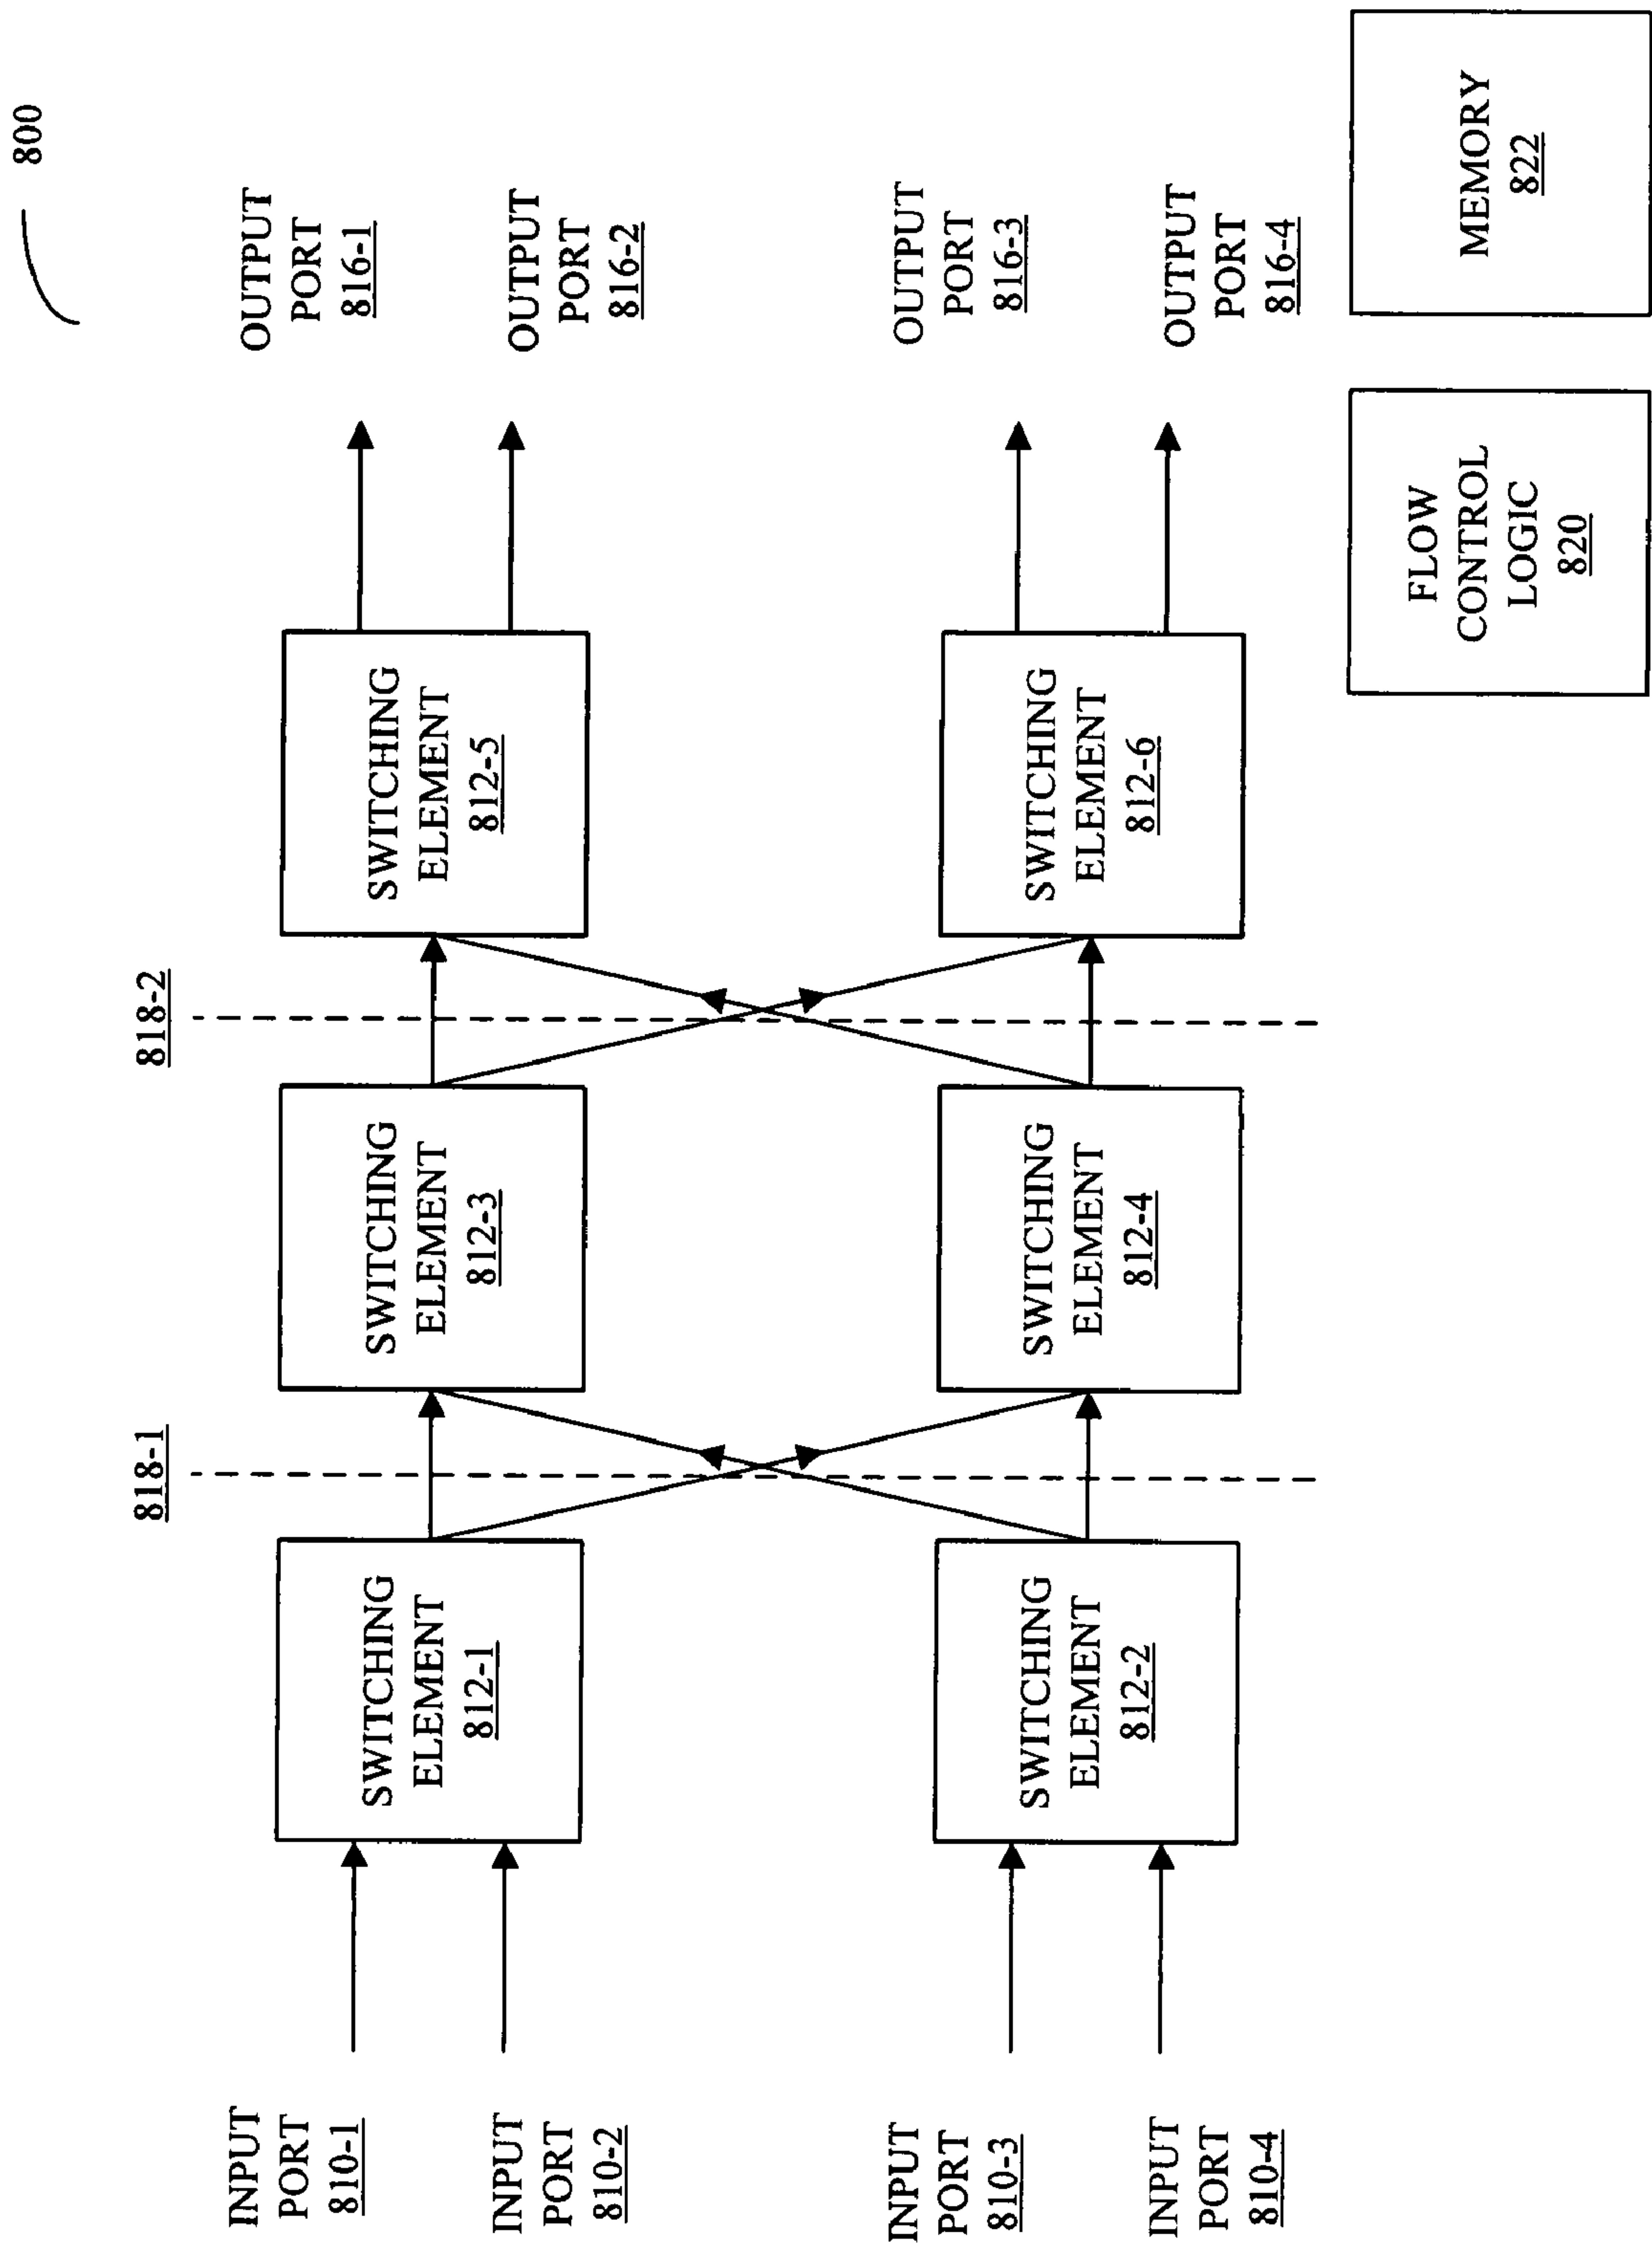 800
818-1
818-2
INPUT
PORT
810-1
INPUT
PORT
810-2
INPUT
PORT
810-3
INPUT
PORT
810-4
SWITCHING
ELEMENT
812-1
SWITCHING
ELEMENT
812-2
SWITCHING
ELEMENT
812-3
SWITCHING
ELEMENT
812-4
SWITCHING
ELEMENT
812-5
SWITCHING
ELEMENT
812-6
OUTPUT
PORT
816-1
OUTPUT
PORT
816-2
OUTPUT
PORT
816-3
OUTPUT
PORT
816-4
FLOW
CONTROL
LOGIC
820
MEMORY
822